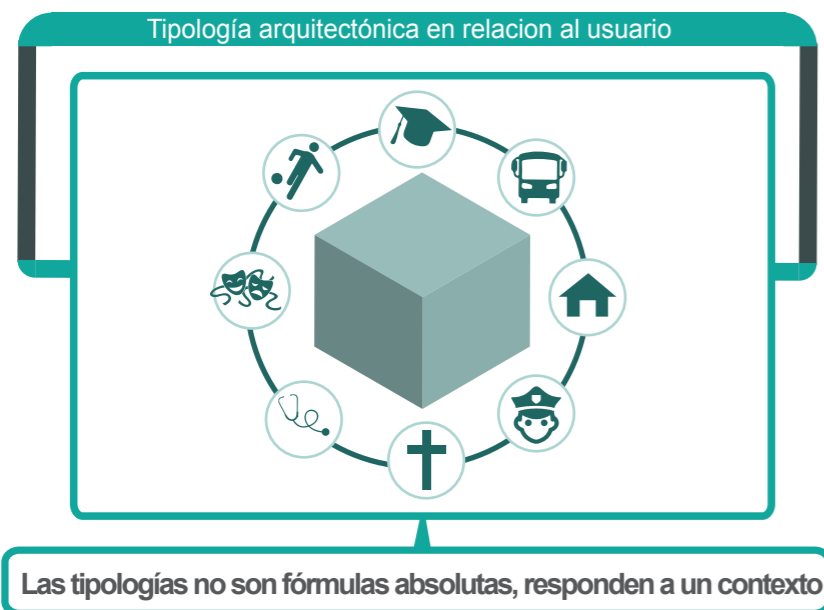 Tipología arquitectónica en relacion al usuario
Las tipologías no son fórmulas absolutas, responden a un contexto